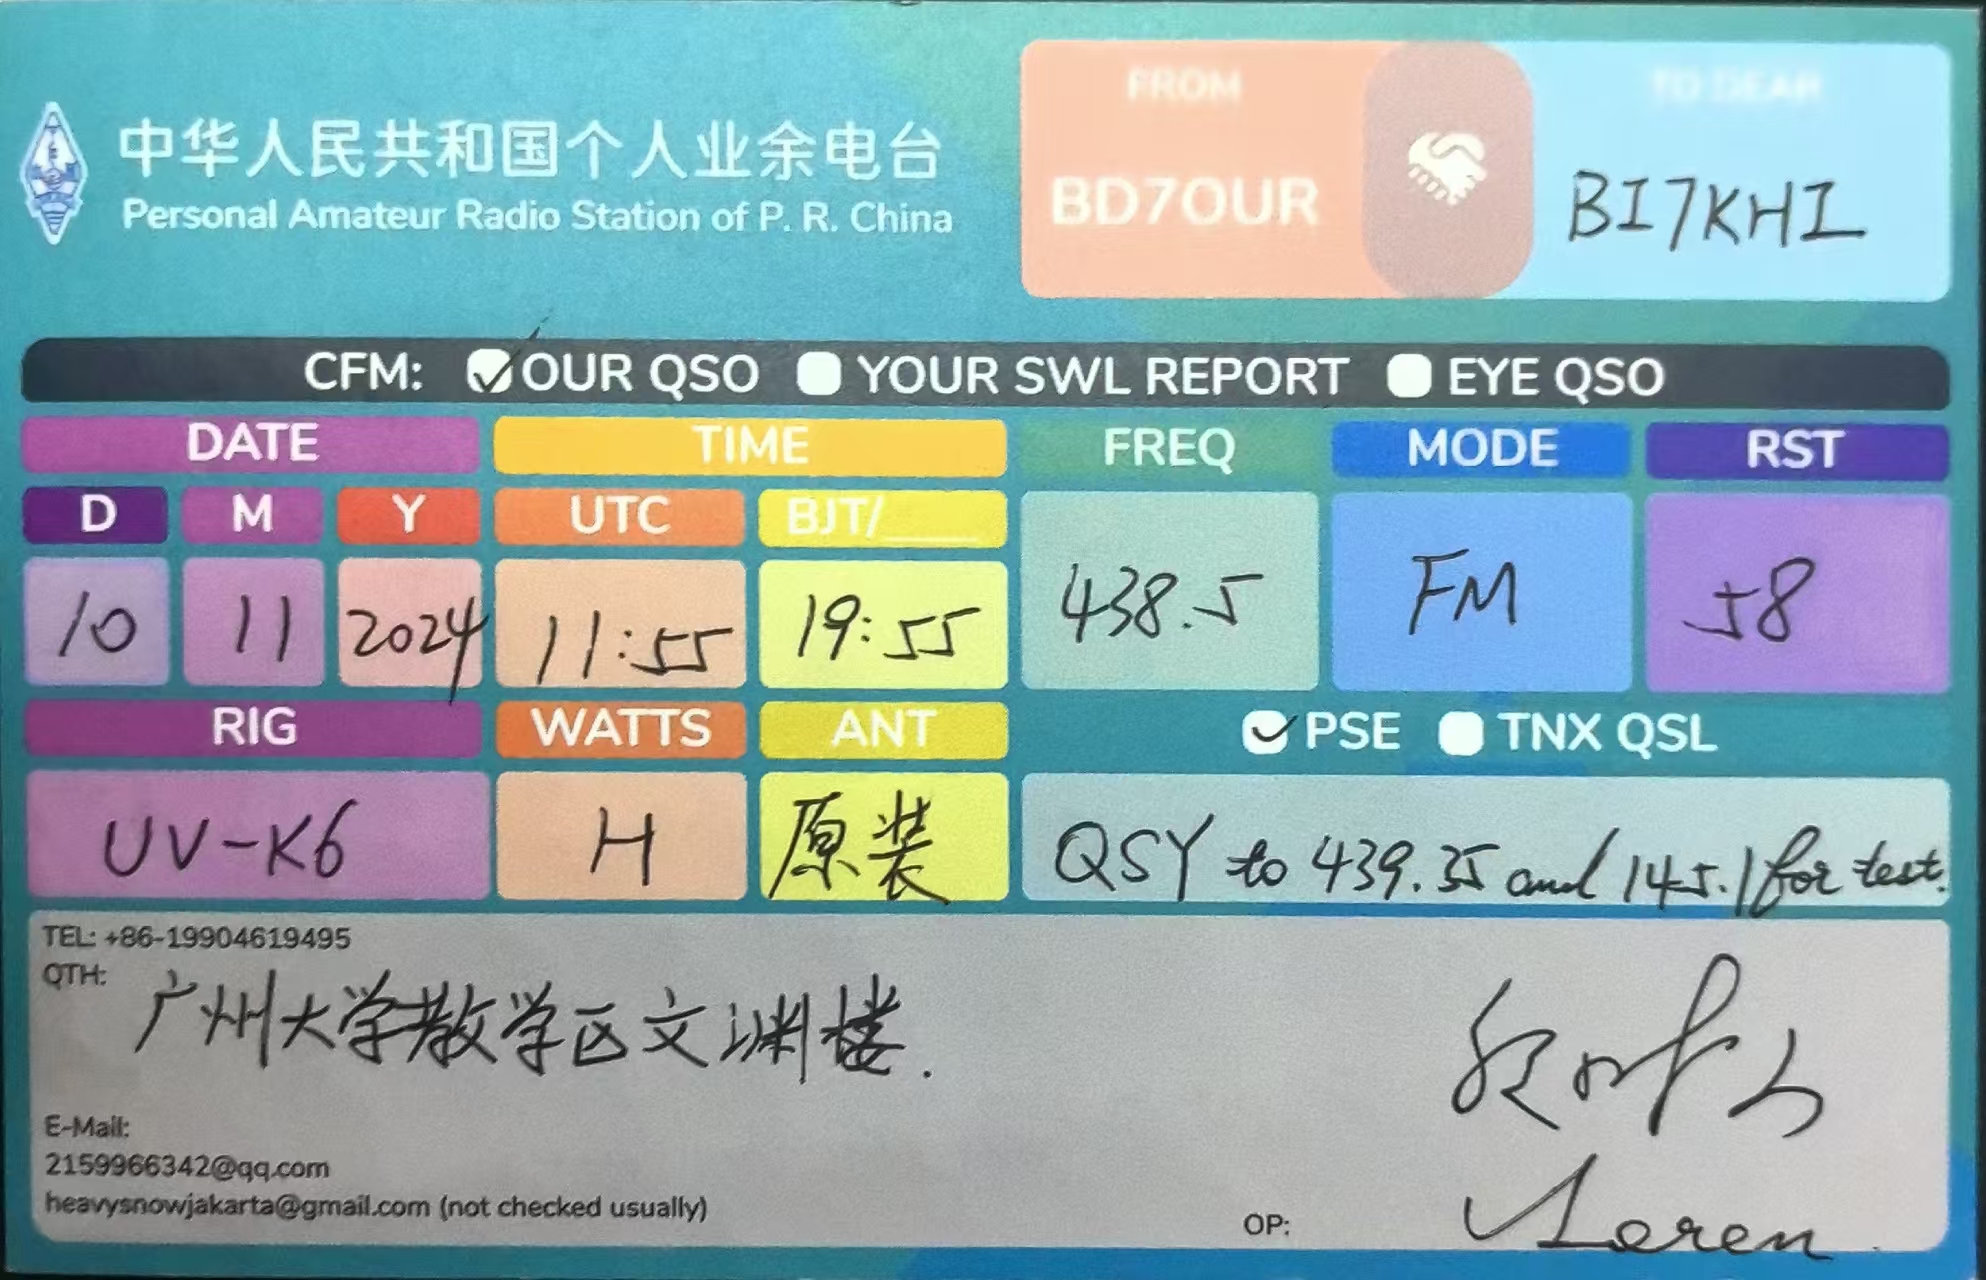 中华人民共和国个人业余电台
Personal Amateur Radio Station of P. R. China
FROM
BD7OUR
TO DEAR
BI7KHI
CFM: OUR QSO YOUR SWL REPORT EYE QSO
DATE TIME FREQ MODE RST
D M Y UTC BJT/____
10 11 2024 11:55 19:55 438.5 FM 58
RIG WATTS ANT PSE TNX QSL
UV-K6 H 原装 QSY to 439.35 and 145.1 for test.
TEL: +86-19904619495
QTH: 广州大学教学区文渊楼.
E-Mail:
2159966342@qq.com
heavysnowjakarta@gmail.com (not checked usually)
OP: Loren